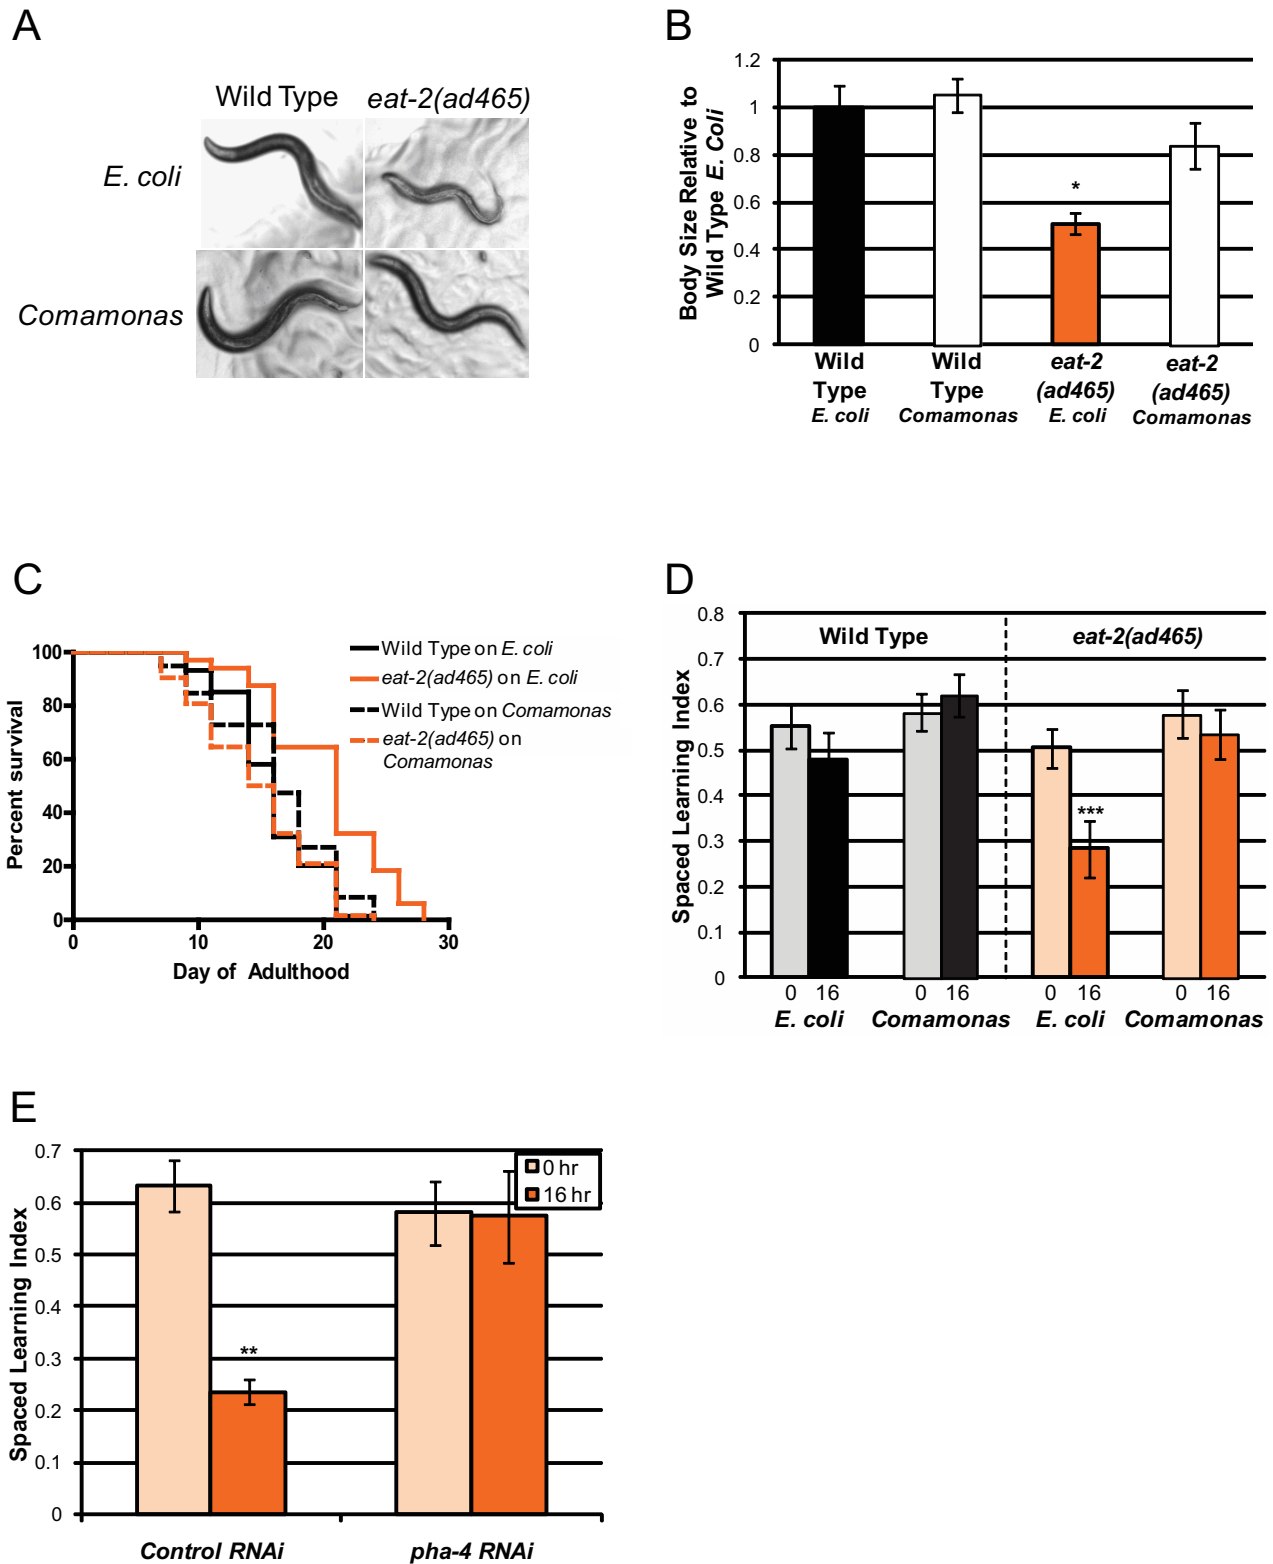 A
Wild Type
eat-2(ad465)
E. coli
Comamonas
B
Body Size Relative to
Wild Type E. Coli
1.2
1
0.8
0.6
0.4
0.2
0
*
Wild
Type
E. coli
Wild
Type
Comamonas
eat-2
(ad465)
E. coli
eat-2
(ad465)
Comamonas
C
Percent survival
100
80
60
40
20
0
0 10 20 30
Day of Adulthood
Wild Type on E. coli
eat-2(ad465) on E. coli
Wild Type on Comamonas
eat-2(ad465) on
Comamonas
D
Spaced Learning Index
0.8
0.7
0.6
0.5
0.4
0.3
0.2
0.1
0
Wild Type
eat-2(ad465)
***
0 16 0 16 0 16 0 16
E. coli Comamonas E. coli Comamonas
E
Spaced Learning Index
0.7
0.6
0.5
0.4
0.3
0.2
0.1
0
0 hr
16 hr
**
Control RNAi
pha-4 RNAi